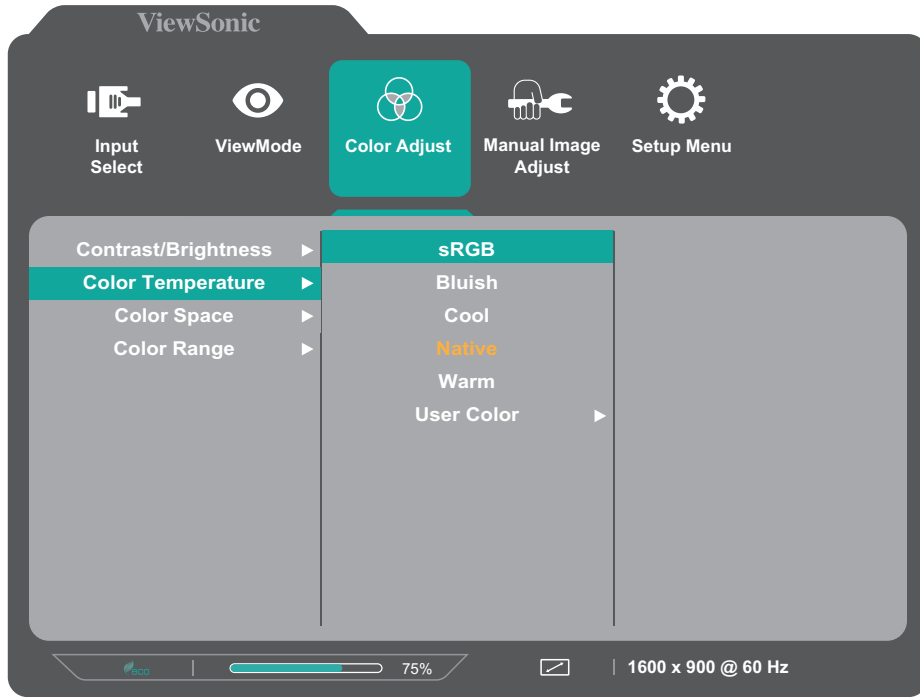 ViewSonic
Input
Select
ViewMode
Color Adjust
Manual Image
Adjust
Setup Menu
Contrast/Brightness
Color Temperature
Color Space
Color Range
sRGB
Bluish
Cool
Native
Warm
User Color
eco
75%
1600 x 900 @ 60 Hz